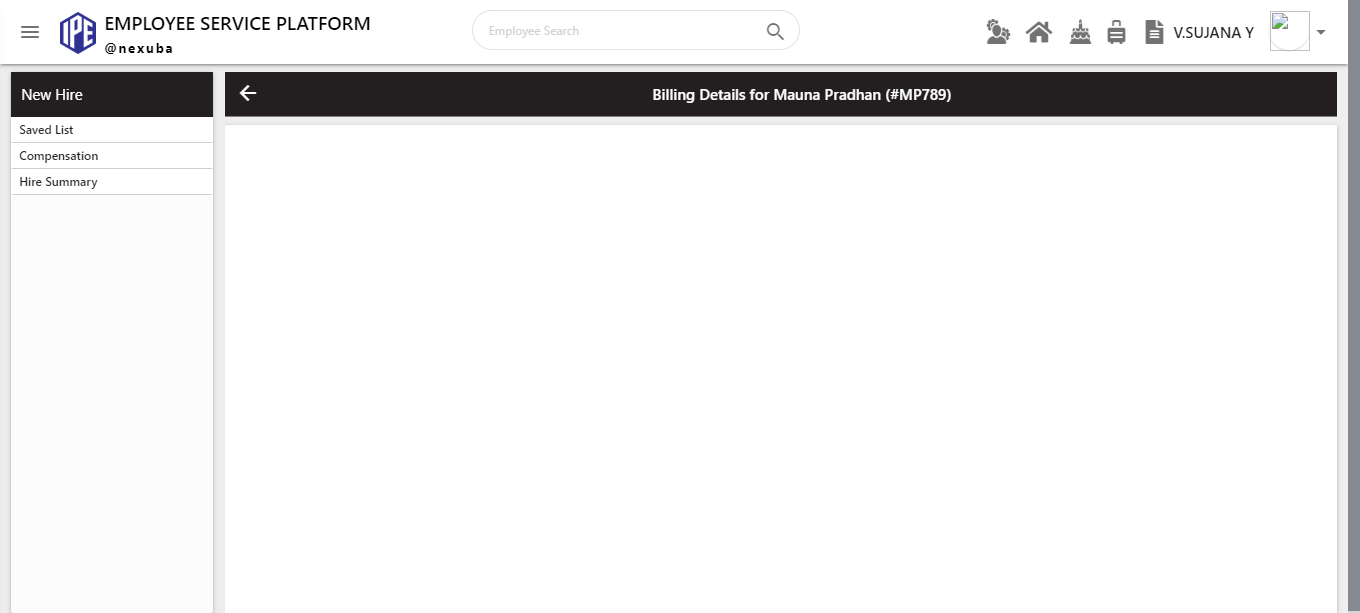 EMPLOYEE SERVICE PLATFORM
@nexuba
Employee Search
V.SUJANA Y
New Hire
Saved List
Compensation
Hire Summary
Billing Details for Mauna Pradhan (#MP789)